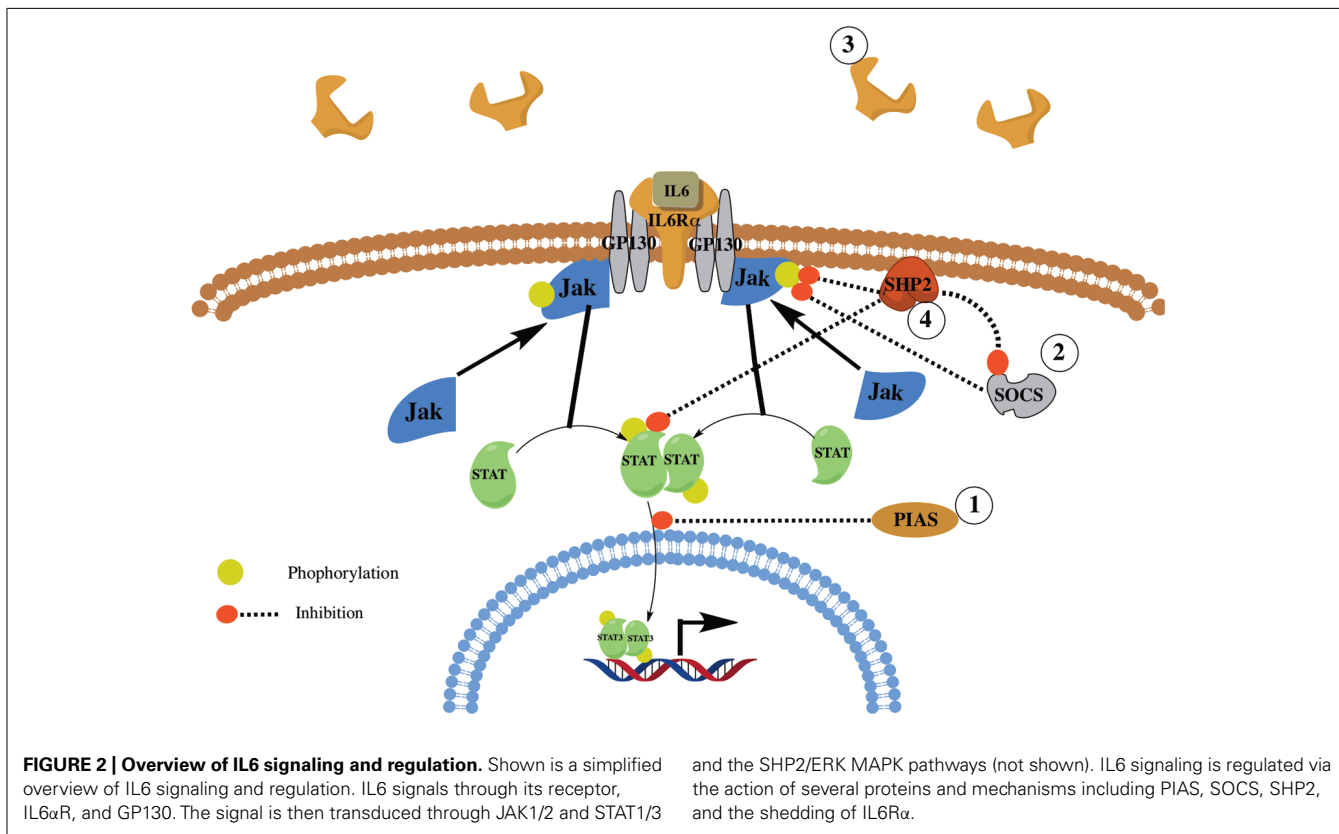 3
IL6
IL6Rα
GP130
GP130
Jak
Jak
SHP2
4
2
SOCS
Jak
Jak
STAT
STAT
STAT
STAT
1
PIAS
Phophorylation
Inhibition
STAT3
STAT3
FIGURE 2 | Overview of IL6 signaling and regulation. Shown is a simplified
overview of IL6 signaling and regulation. IL6 signals through its receptor,
IL6αR, and GP130. The signal is then transduced through JAK1/2 and STAT1/3
and the SHP2/ERK MAPK pathways (not shown). IL6 signaling is regulated via
the action of several proteins and mechanisms including PIAS, SOCS, SHP2,
and the shedding of IL6Rα.